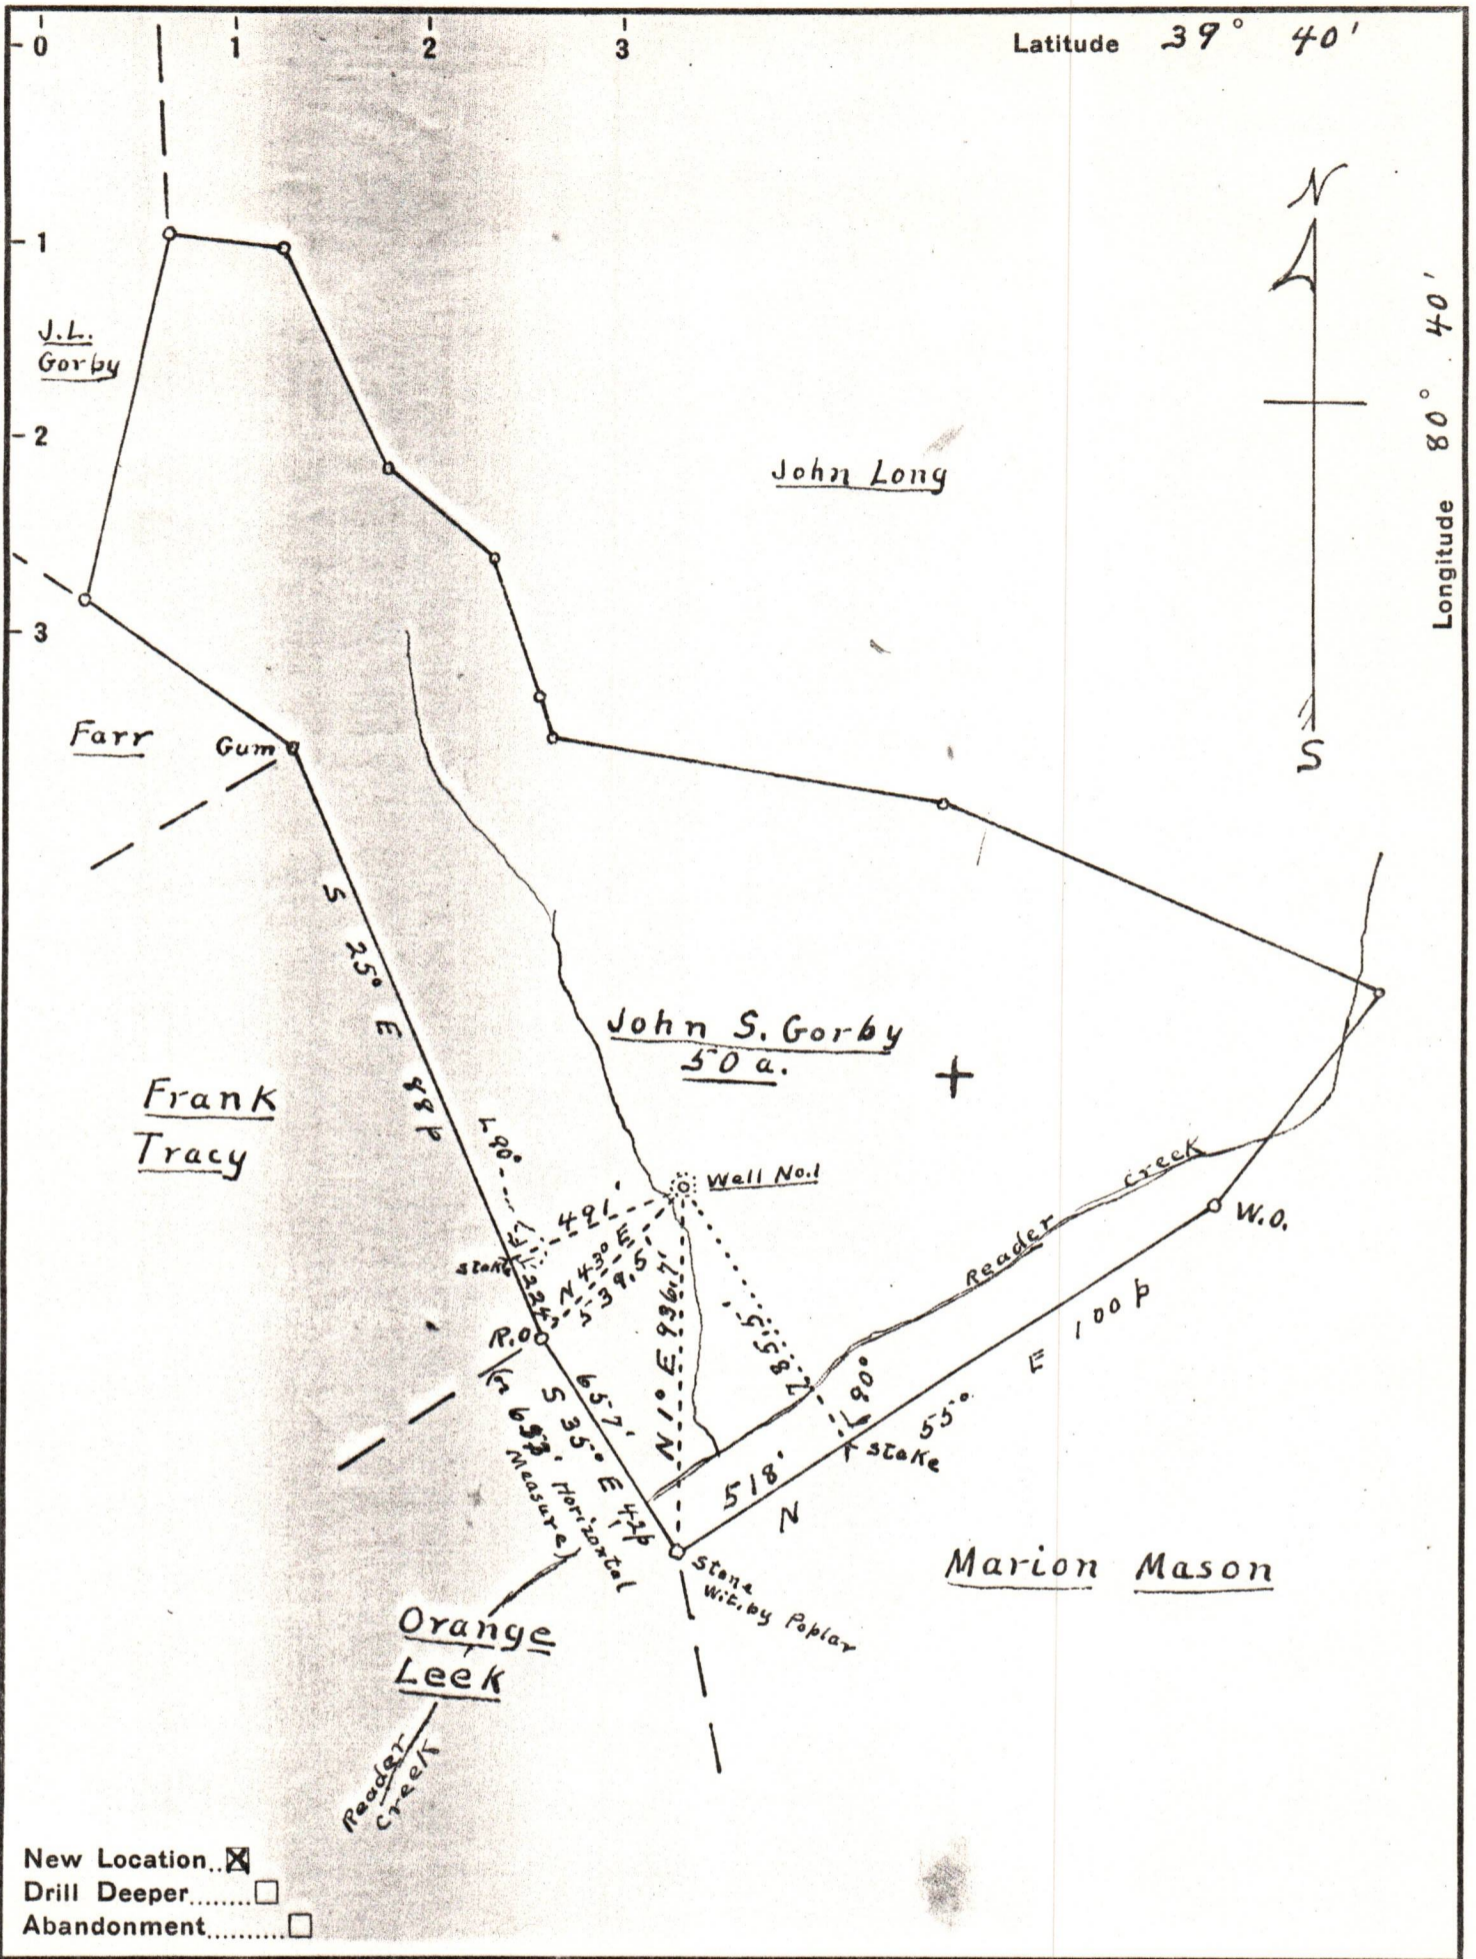 0 1 2 3 Latitude 39° 40'
1
2
3
N
S
Longitude 80° 40'
J.L.
Gorby
John Long
Farr
Gum
S 25° E 88 p
John S. Gorby
50 a.
+
Frank
Tracy
L 90°
Well No.1
491'
stake
224'
N 43° E
539.5'
N 1° E 936.7'
785.5'
L 90°
Reader Creek
W.O.
R.O
657'
S 35° E 42p
Horizontal
Measure)
518'
stake
N 55° E 100 p
Stone
Wit. by Poplar
Marion Mason
Orange
Leek
Reader
Creek
New Location..☒
Drill Deeper.......☐
Abandonment..........☐